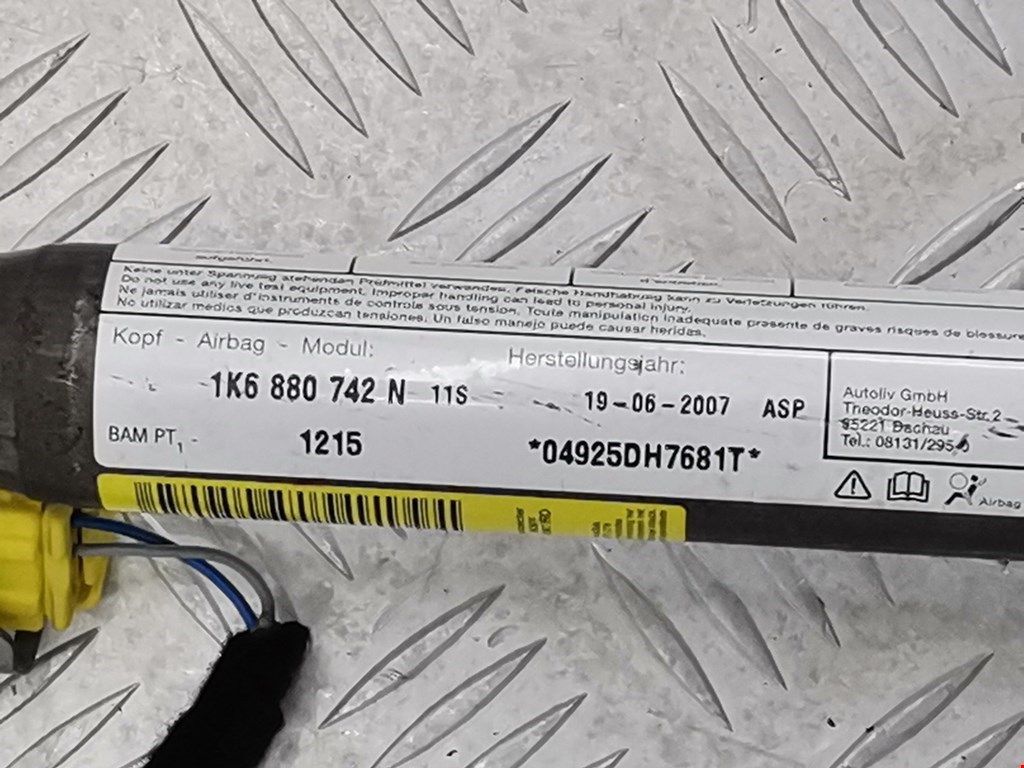 Keine unter Spannung stehenden Prüfmittel verwenden. Falsche Handhabung kann zu Verletzungen führen.
Do not use any live test equipment. Improper handling can lead to personal injury.
Ne jamais utiliser d'instruments de controle sous tension. Toute manipulation inadequate presente de graves risques de blessure
No utilizar medios que produzcan tensiones. Un falso manejo puede causar heridas.
Kopf - Airbag - Modul:
Herstellungsjahr:
1K6 880 742 N 11S
19-06-2007 ASP
BAM PT1 - 1215
*04925DH7681T*
Autoliv GmbH
Theodor-Heuss-Str.2
85221 Dachau
Tel.: 08131/295
Airbag